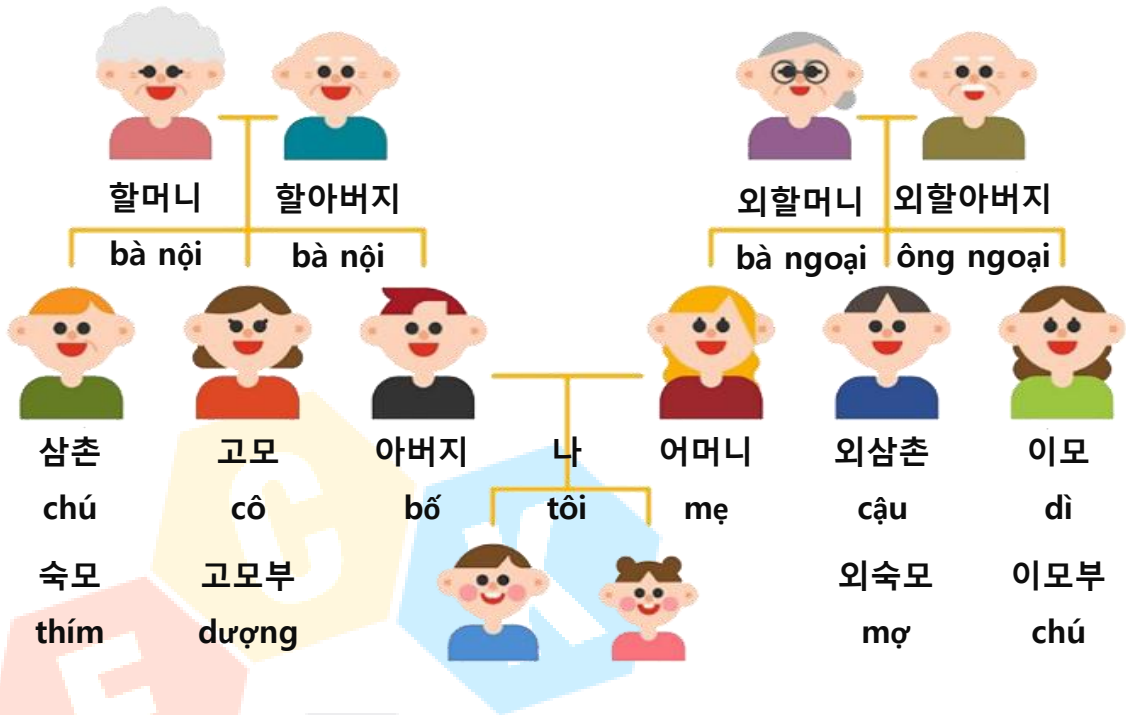 할머니 할아버지 외할머니 외할아버지
bà nội bà nội bà ngoại ông ngoại
삼촌 고모 아버지 나 어머니 외삼촌 이모
chú cô bố tôi mẹ cậu dì
숙모 고모부 외숙모 이모부
thím dượng mợ chú
F C K